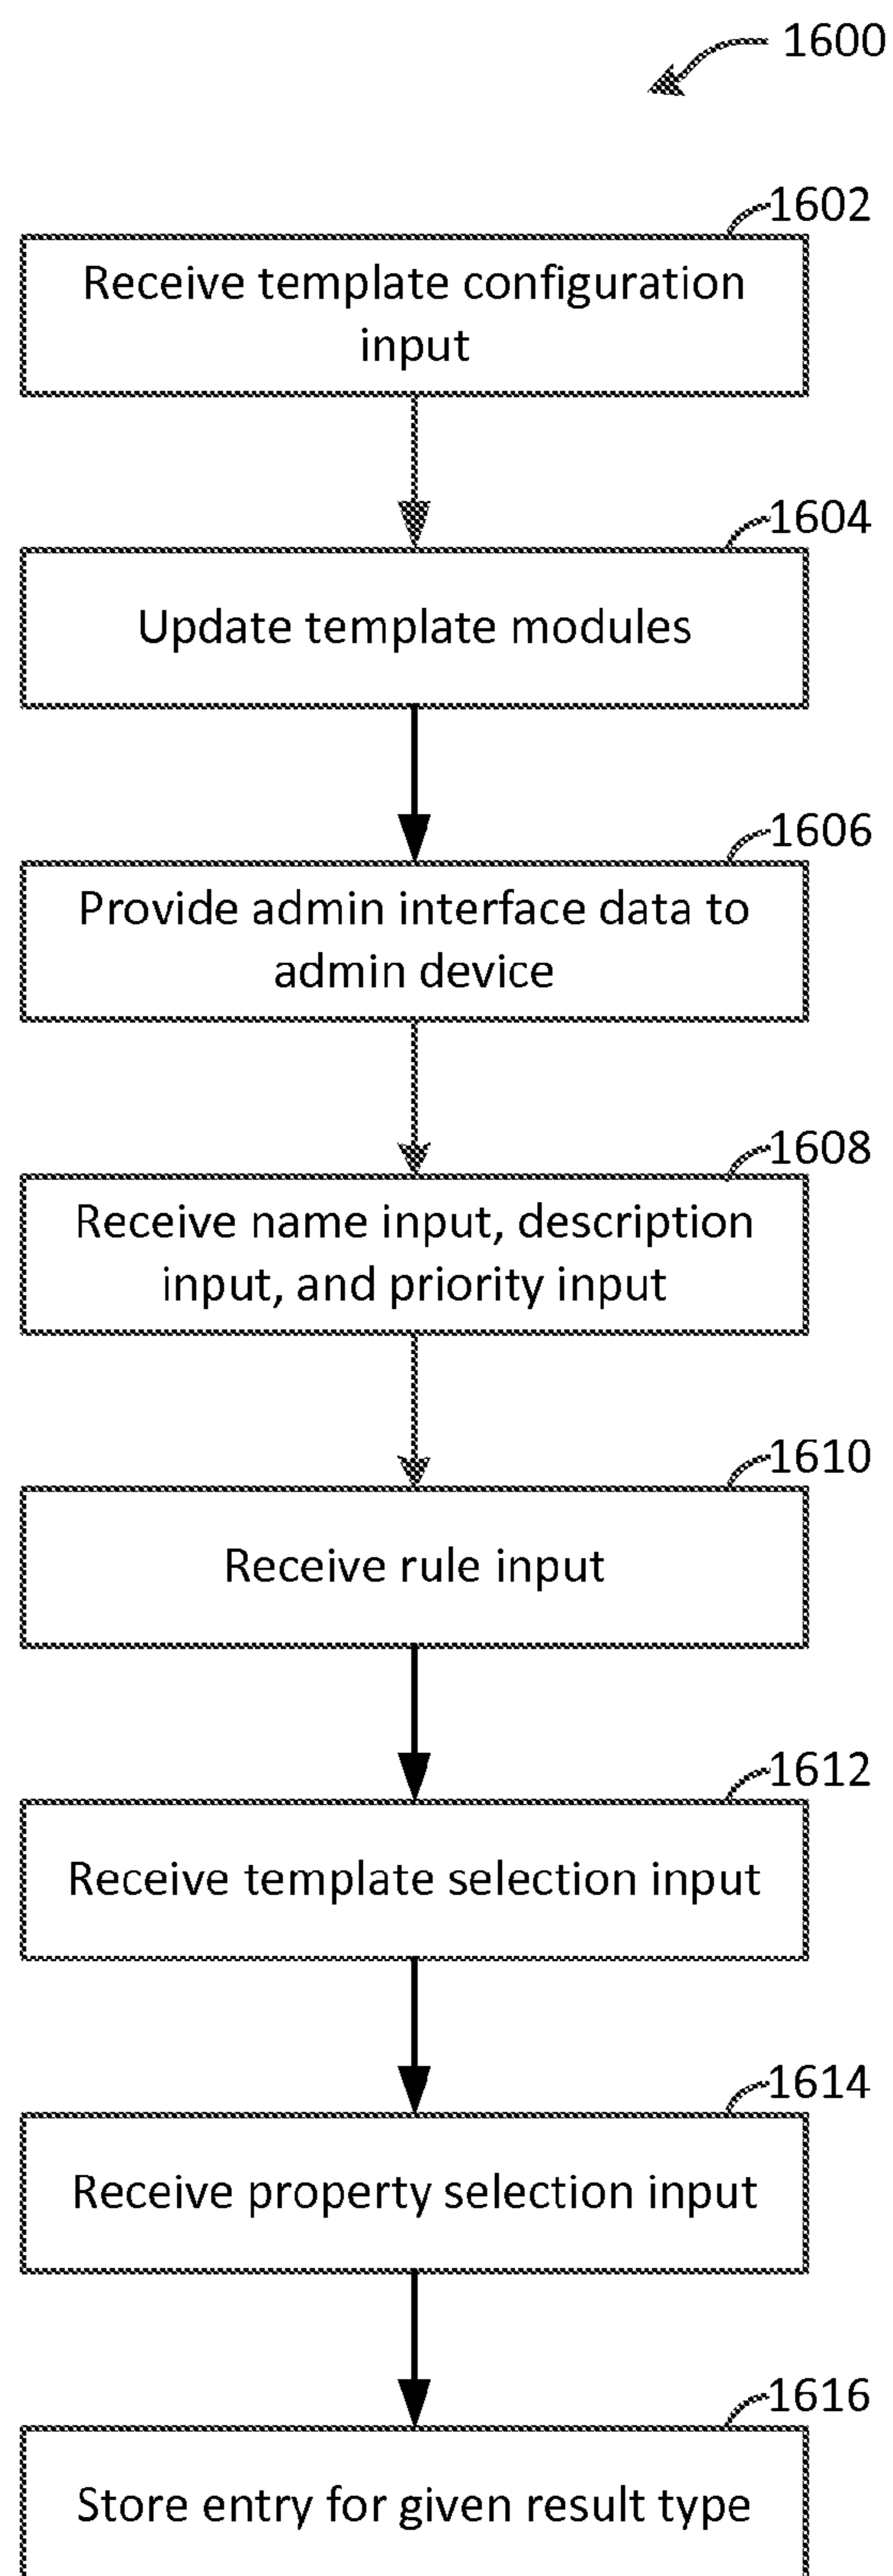 1600
1602
Receive template configuration
input
1604
Update template modules
1606
Provide admin interface data to
admin device
1608
Receive name input, description
input, and priority input
1610
Receive rule input
1612
Receive template selection input
1614
Receive property selection input
1616
Store entry for given result type